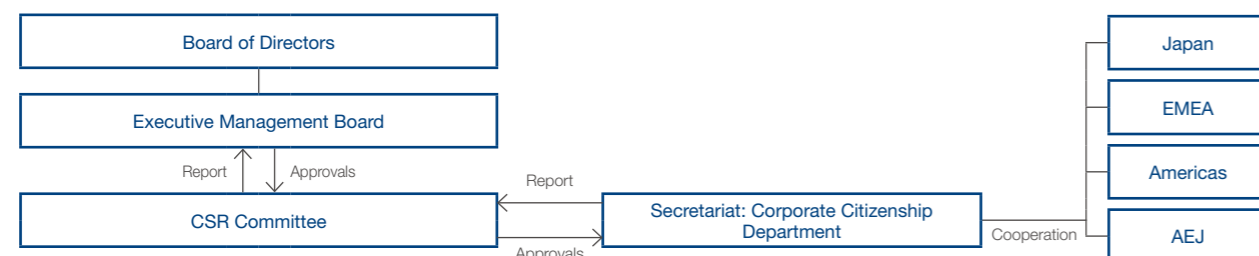 Board of Directors
Japan
Executive Management Board
EMEA
Report
Approvals
Americas
Report
CSR Committee
Secretariat: Corporate Citizenship
Department
Cooperation
AEJ
Approvals